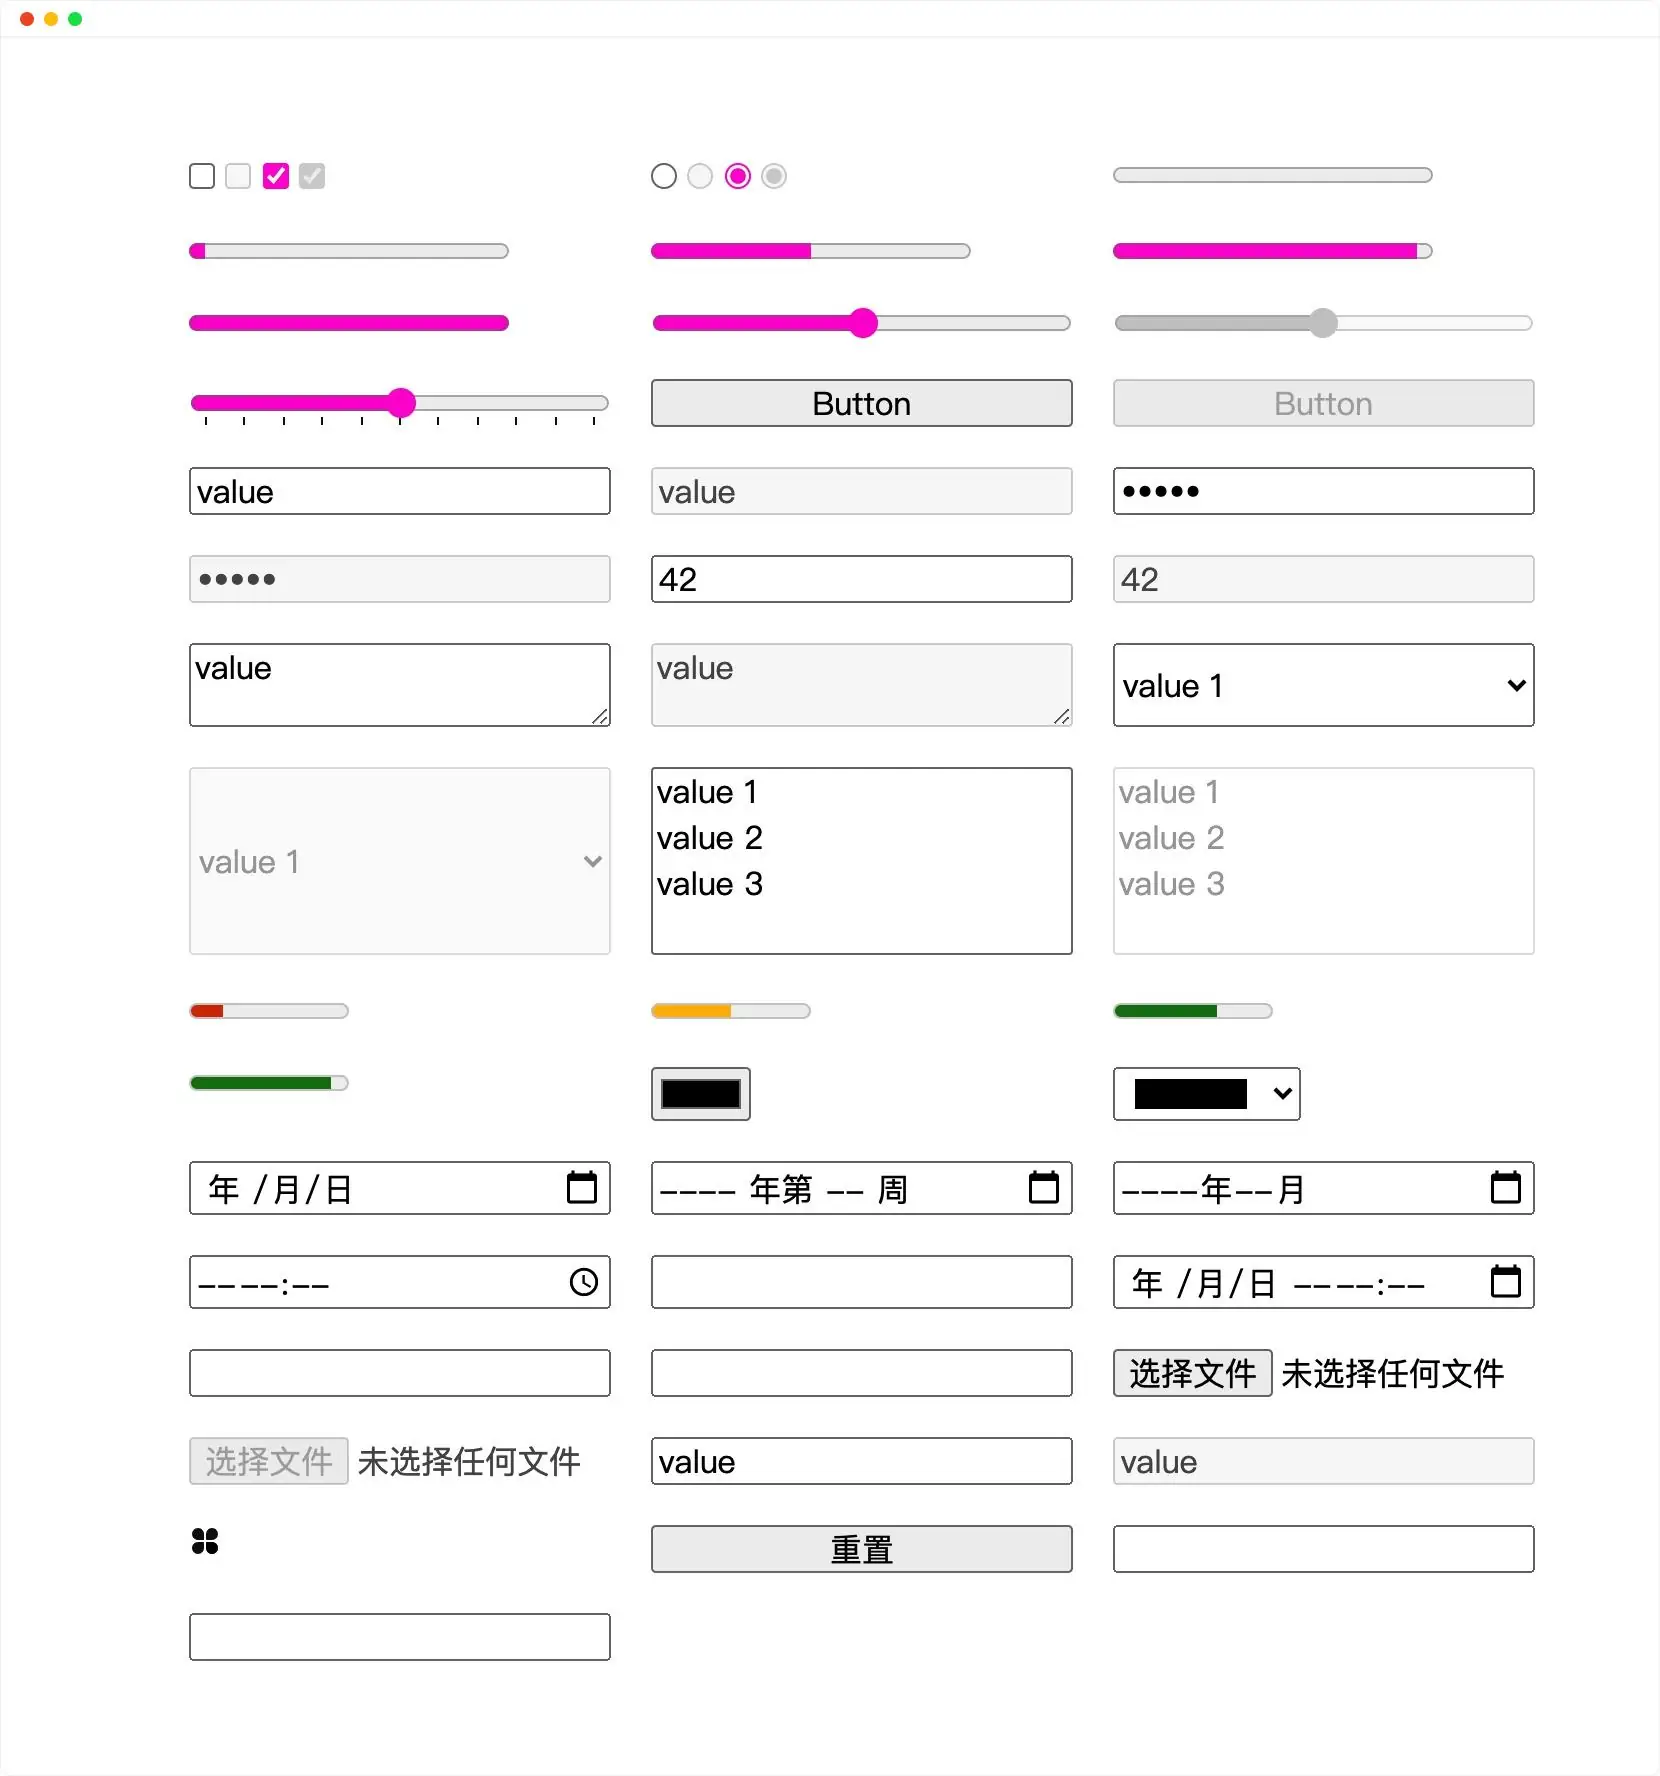 Button
Button
value
value
•••••
•••••
42
42
value
value
value 1
value 1
value 1
value 2
value 3
value 1
value 2
value 3
年 /月/日
---- 年第 -- 周
----年--月
-- --:--
年 /月/日 -- --:--
选择文件 未选择任何文件
选择文件 未选择任何文件
value
value
重置